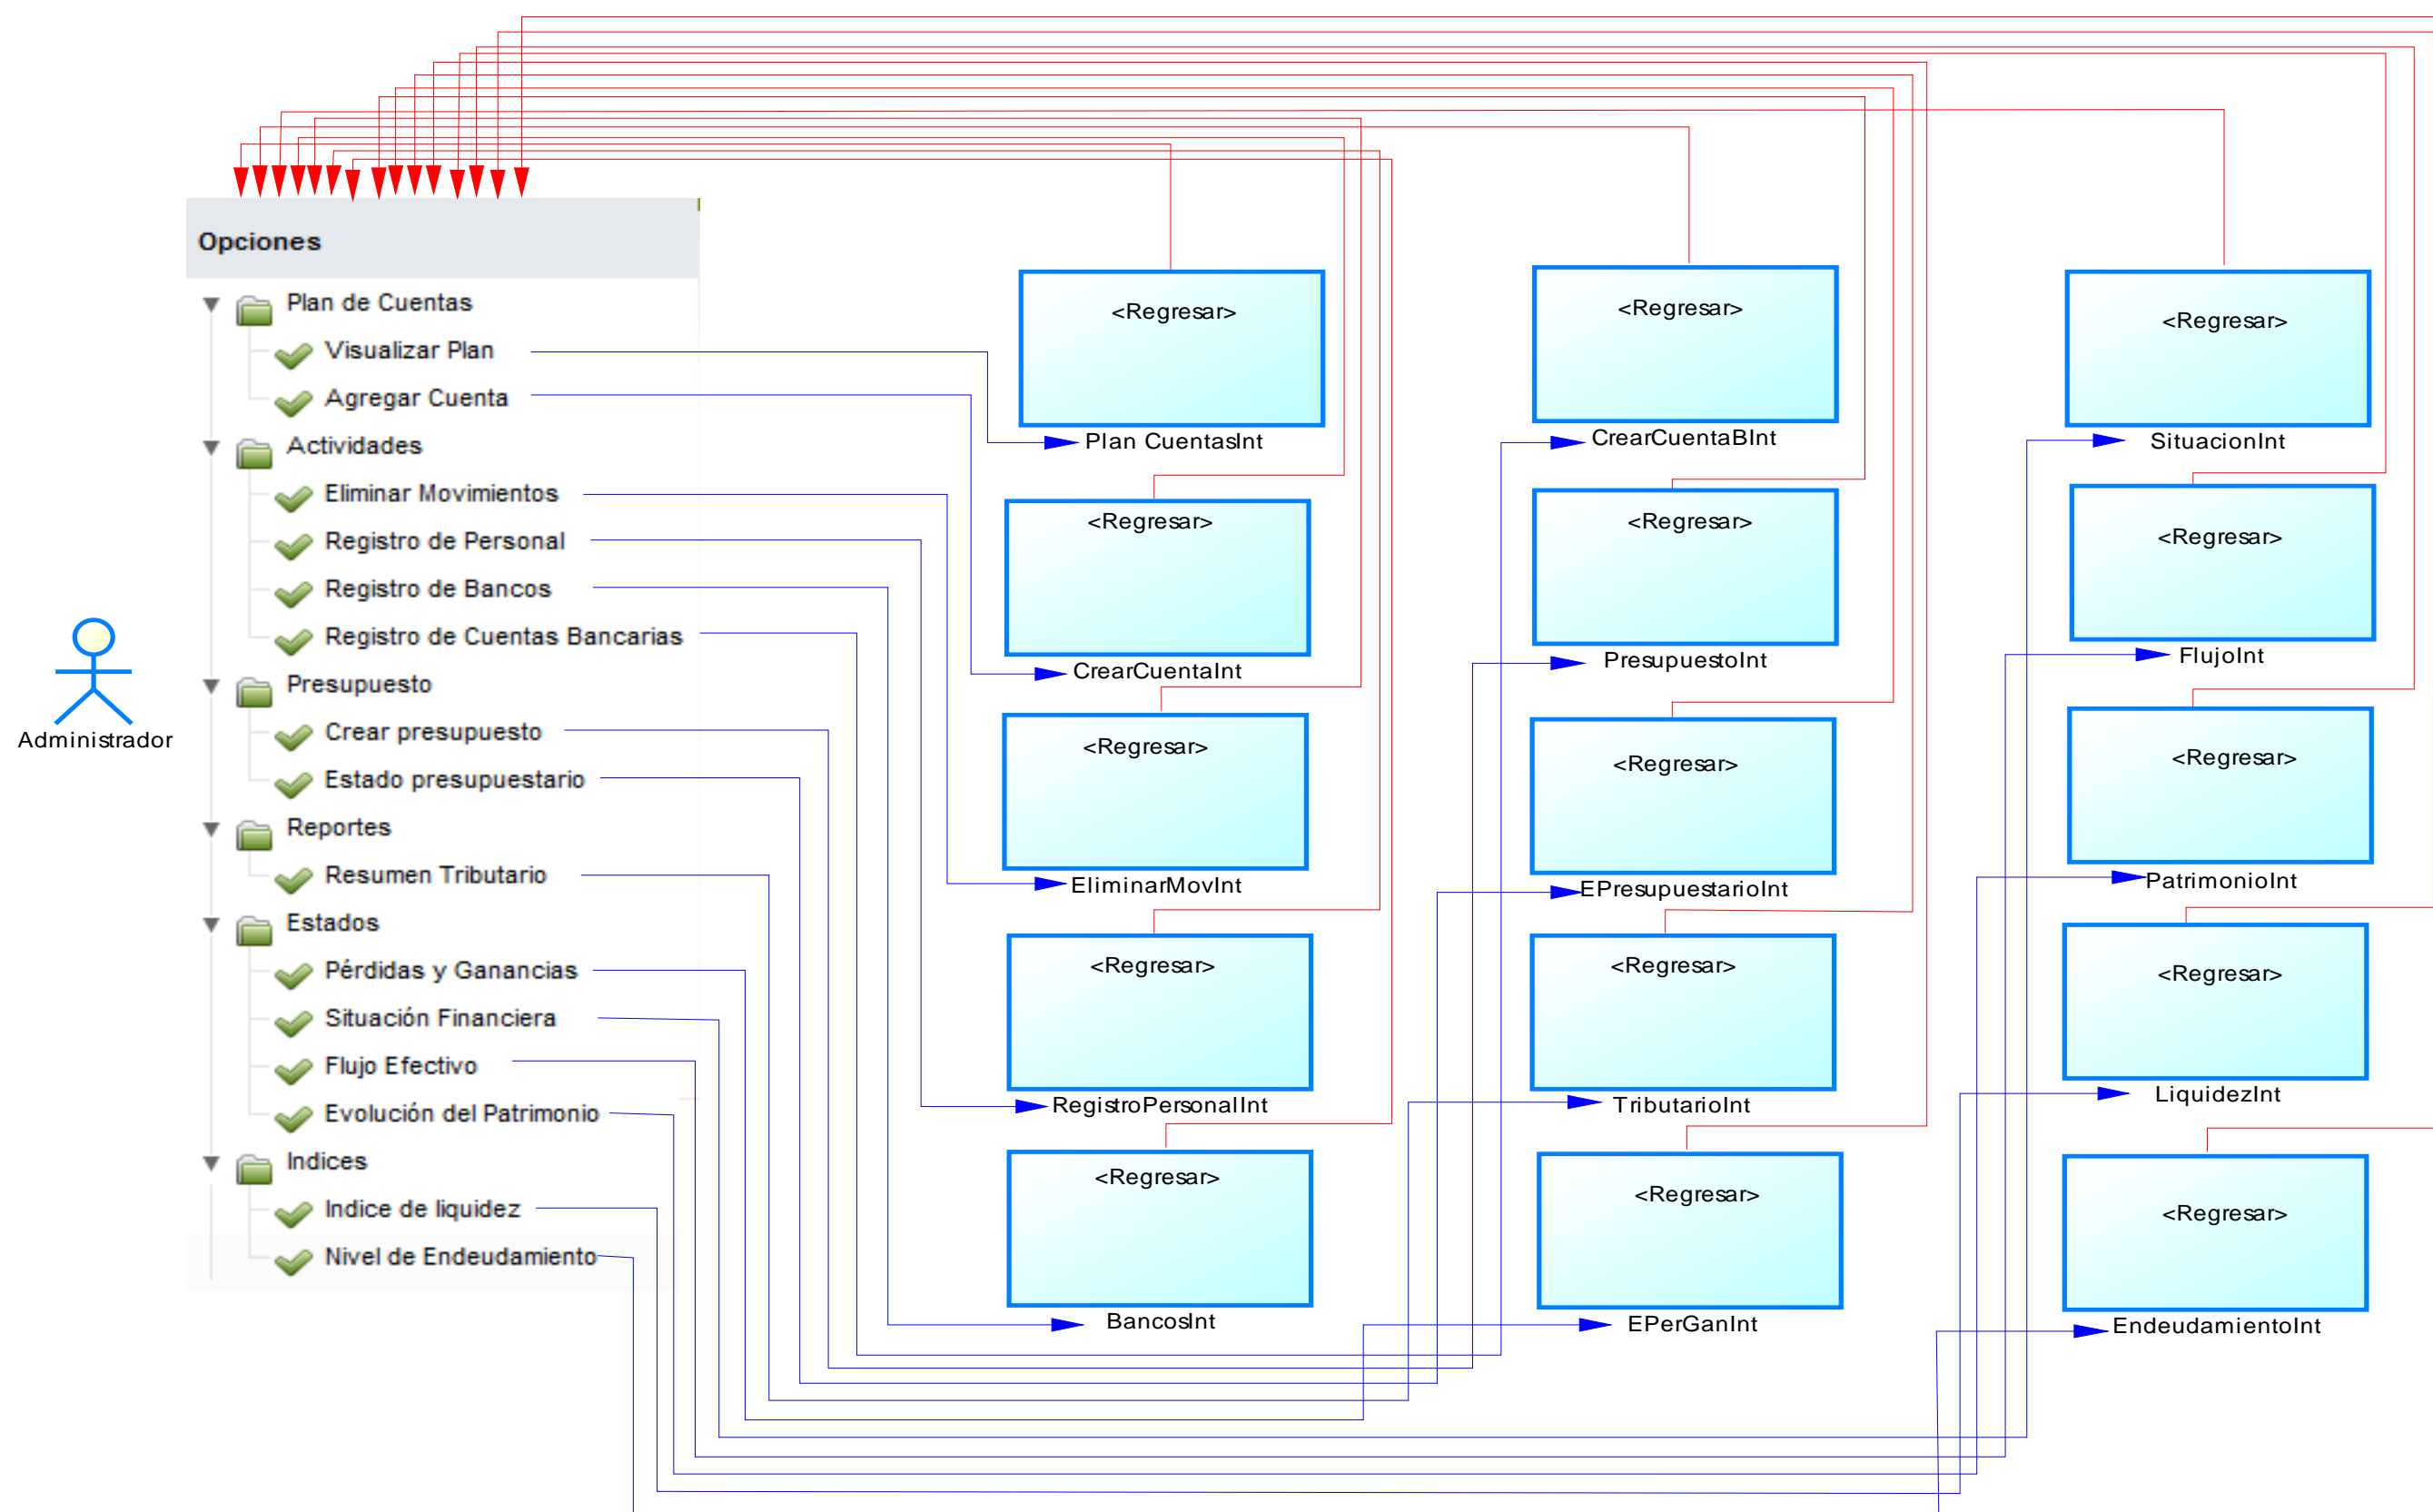 Opciones
Plan de Cuentas
Visualizar Plan
Agregar Cuenta
Actividades
Eliminar Movimientos
Registro de Personal
Registro de Bancos
Registro de Cuentas Bancarias
Presupuesto
Crear presupuesto
Estado presupuestario
Reportes
Resumen Tributario
Estados
Pérdidas y Ganancias
Situación Financiera
Flujo Efectivo
Evolución del Patrimonio
Indices
Indice de liquidez
Nivel de Endeudamiento
Administrador
<Regresar>
Plan CuentasInt
<Regresar>
CrearCuentaInt
<Regresar>
EliminarMovInt
<Regresar>
RegistroPersonalInt
<Regresar>
BancosInt
<Regresar>
CrearCuentaBInt
<Regresar>
PresupuestoInt
<Regresar>
EPresupuestarioInt
<Regresar>
TributarioInt
<Regresar>
EPerGanInt
<Regresar>
SituacionInt
<Regresar>
FlujoInt
<Regresar>
PatrimonioInt
<Regresar>
LiquidezInt
<Regresar>
EndeudamientoInt